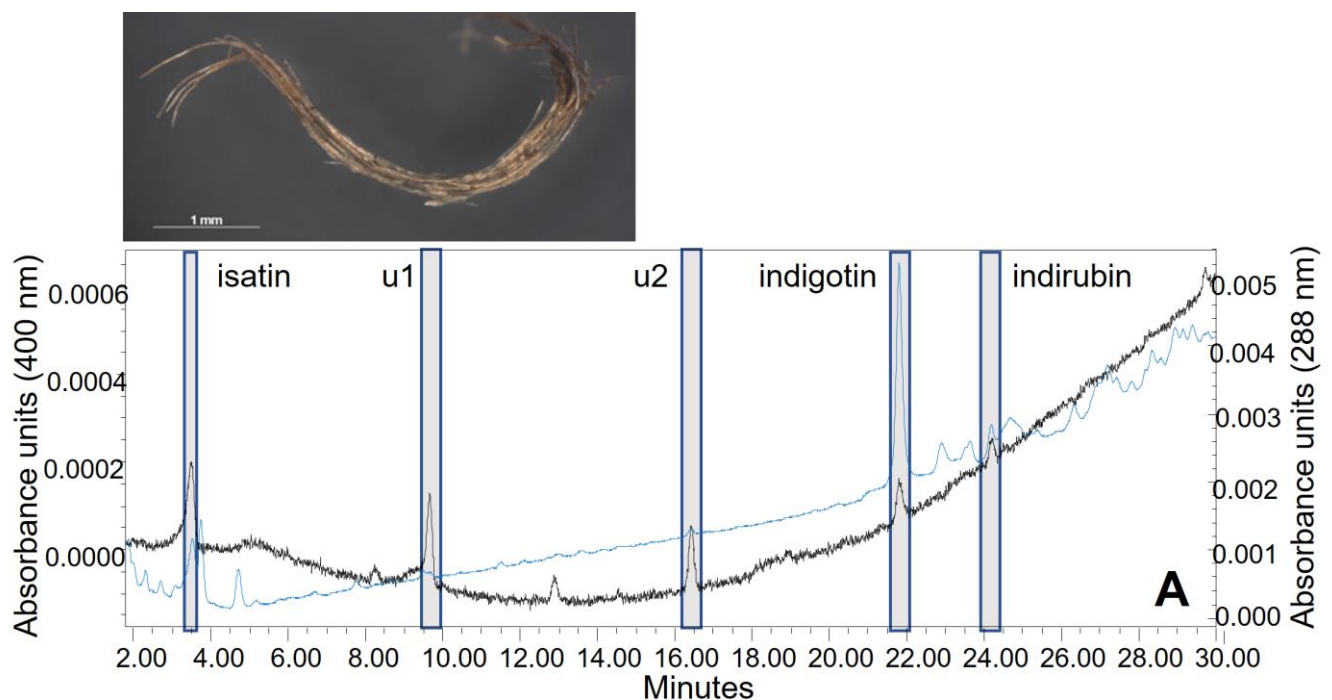 1 mm
isatin u1 u2 indigotin indirubin
Absorbance units (400 nm)
0.0006
0.0004
0.0002
0.0000
Absorbance units (288 nm)
0.005
0.004
0.003
0.002
0.001
0.000
A
2.00 4.00 6.00 8.00 10.00 12.00 14.00 16.00 18.00 20.00 22.00 24.00 26.00 28.00 30.00
Minutes